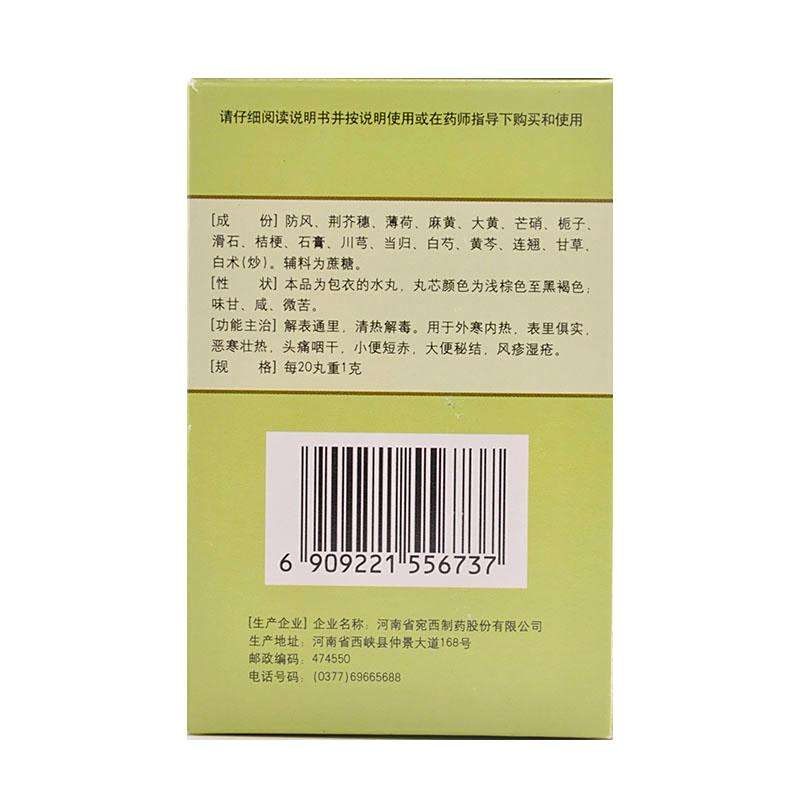 请仔细阅读说明书并按说明使用或在药师指导下购买和使用
[成　份] 防风、荆芥穗、薄荷、麻黄、大黄、芒硝、栀子、
滑石、桔梗、石膏、川芎、当归、白芍、黄芩、连翘、甘草、
白术(炒)。辅料为蔗糖。
[性　状] 本品为包衣的水丸，丸芯颜色为浅棕色至黑褐色；
味甘、咸、微苦。
[功能主治] 解表通里，清热解毒。用于外寒内热，表里俱实，
恶寒壮热，头痛咽干，小便短赤，大便秘结，风疹湿疮。
[规　格] 每20丸重1克
6 909221 556737
[生产企业] 企业名称：河南省宛西制药股份有限公司
生产地址：河南省西峡县仲景大道168号
邮政编码：474550
电话号码：(0377)69665688